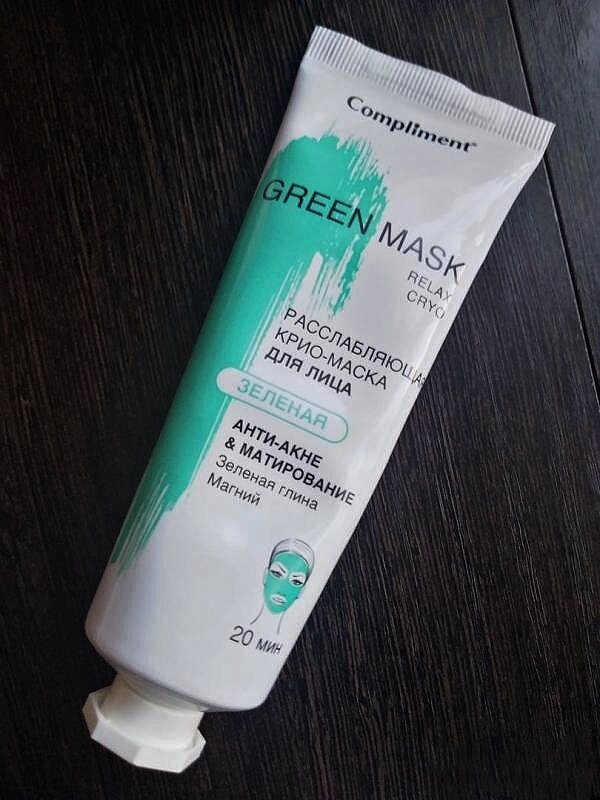 Compliment®
GREEN MASK
RELAX
CRYO
РАССЛАБЛЯЮЩАЯ
КРИО-МАСКА
ДЛЯ ЛИЦА
ЗЕЛЕНАЯ
АНТИ-АКНЕ
& МАТИРОВАНИЕ
Зеленая глина
Магний
20 МИН